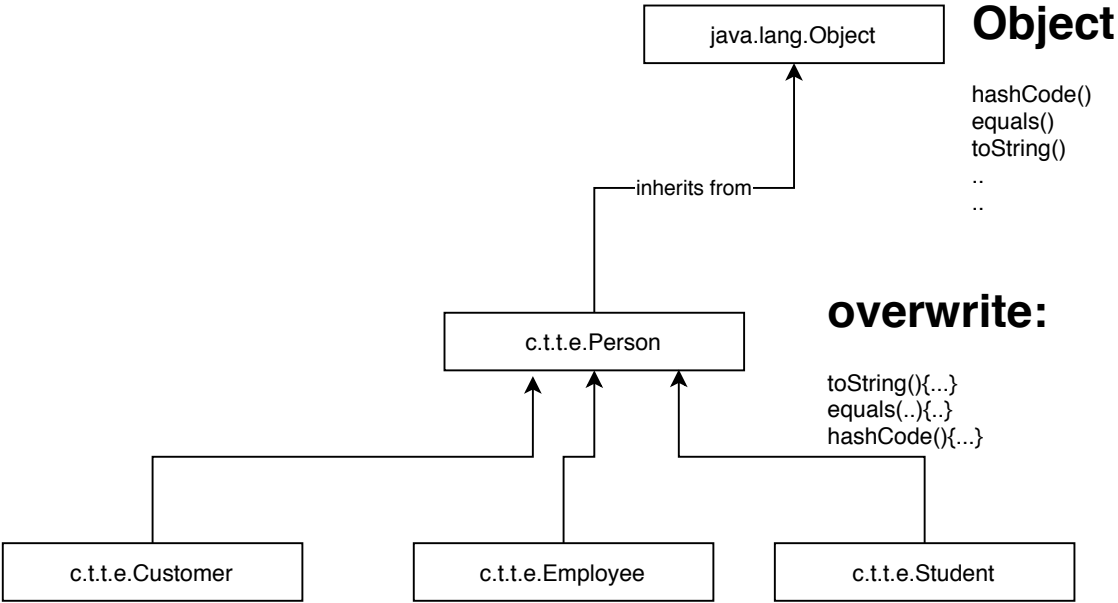 java.lang.Object
Object
hashCode()
equals()
toString()
..
..
inherits from
c.t.t.e.Person
overwrite:
toString(){...}
equals(..){..}
hashCode(){...}
c.t.t.e.Customer
c.t.t.e.Employee
c.t.t.e.Student